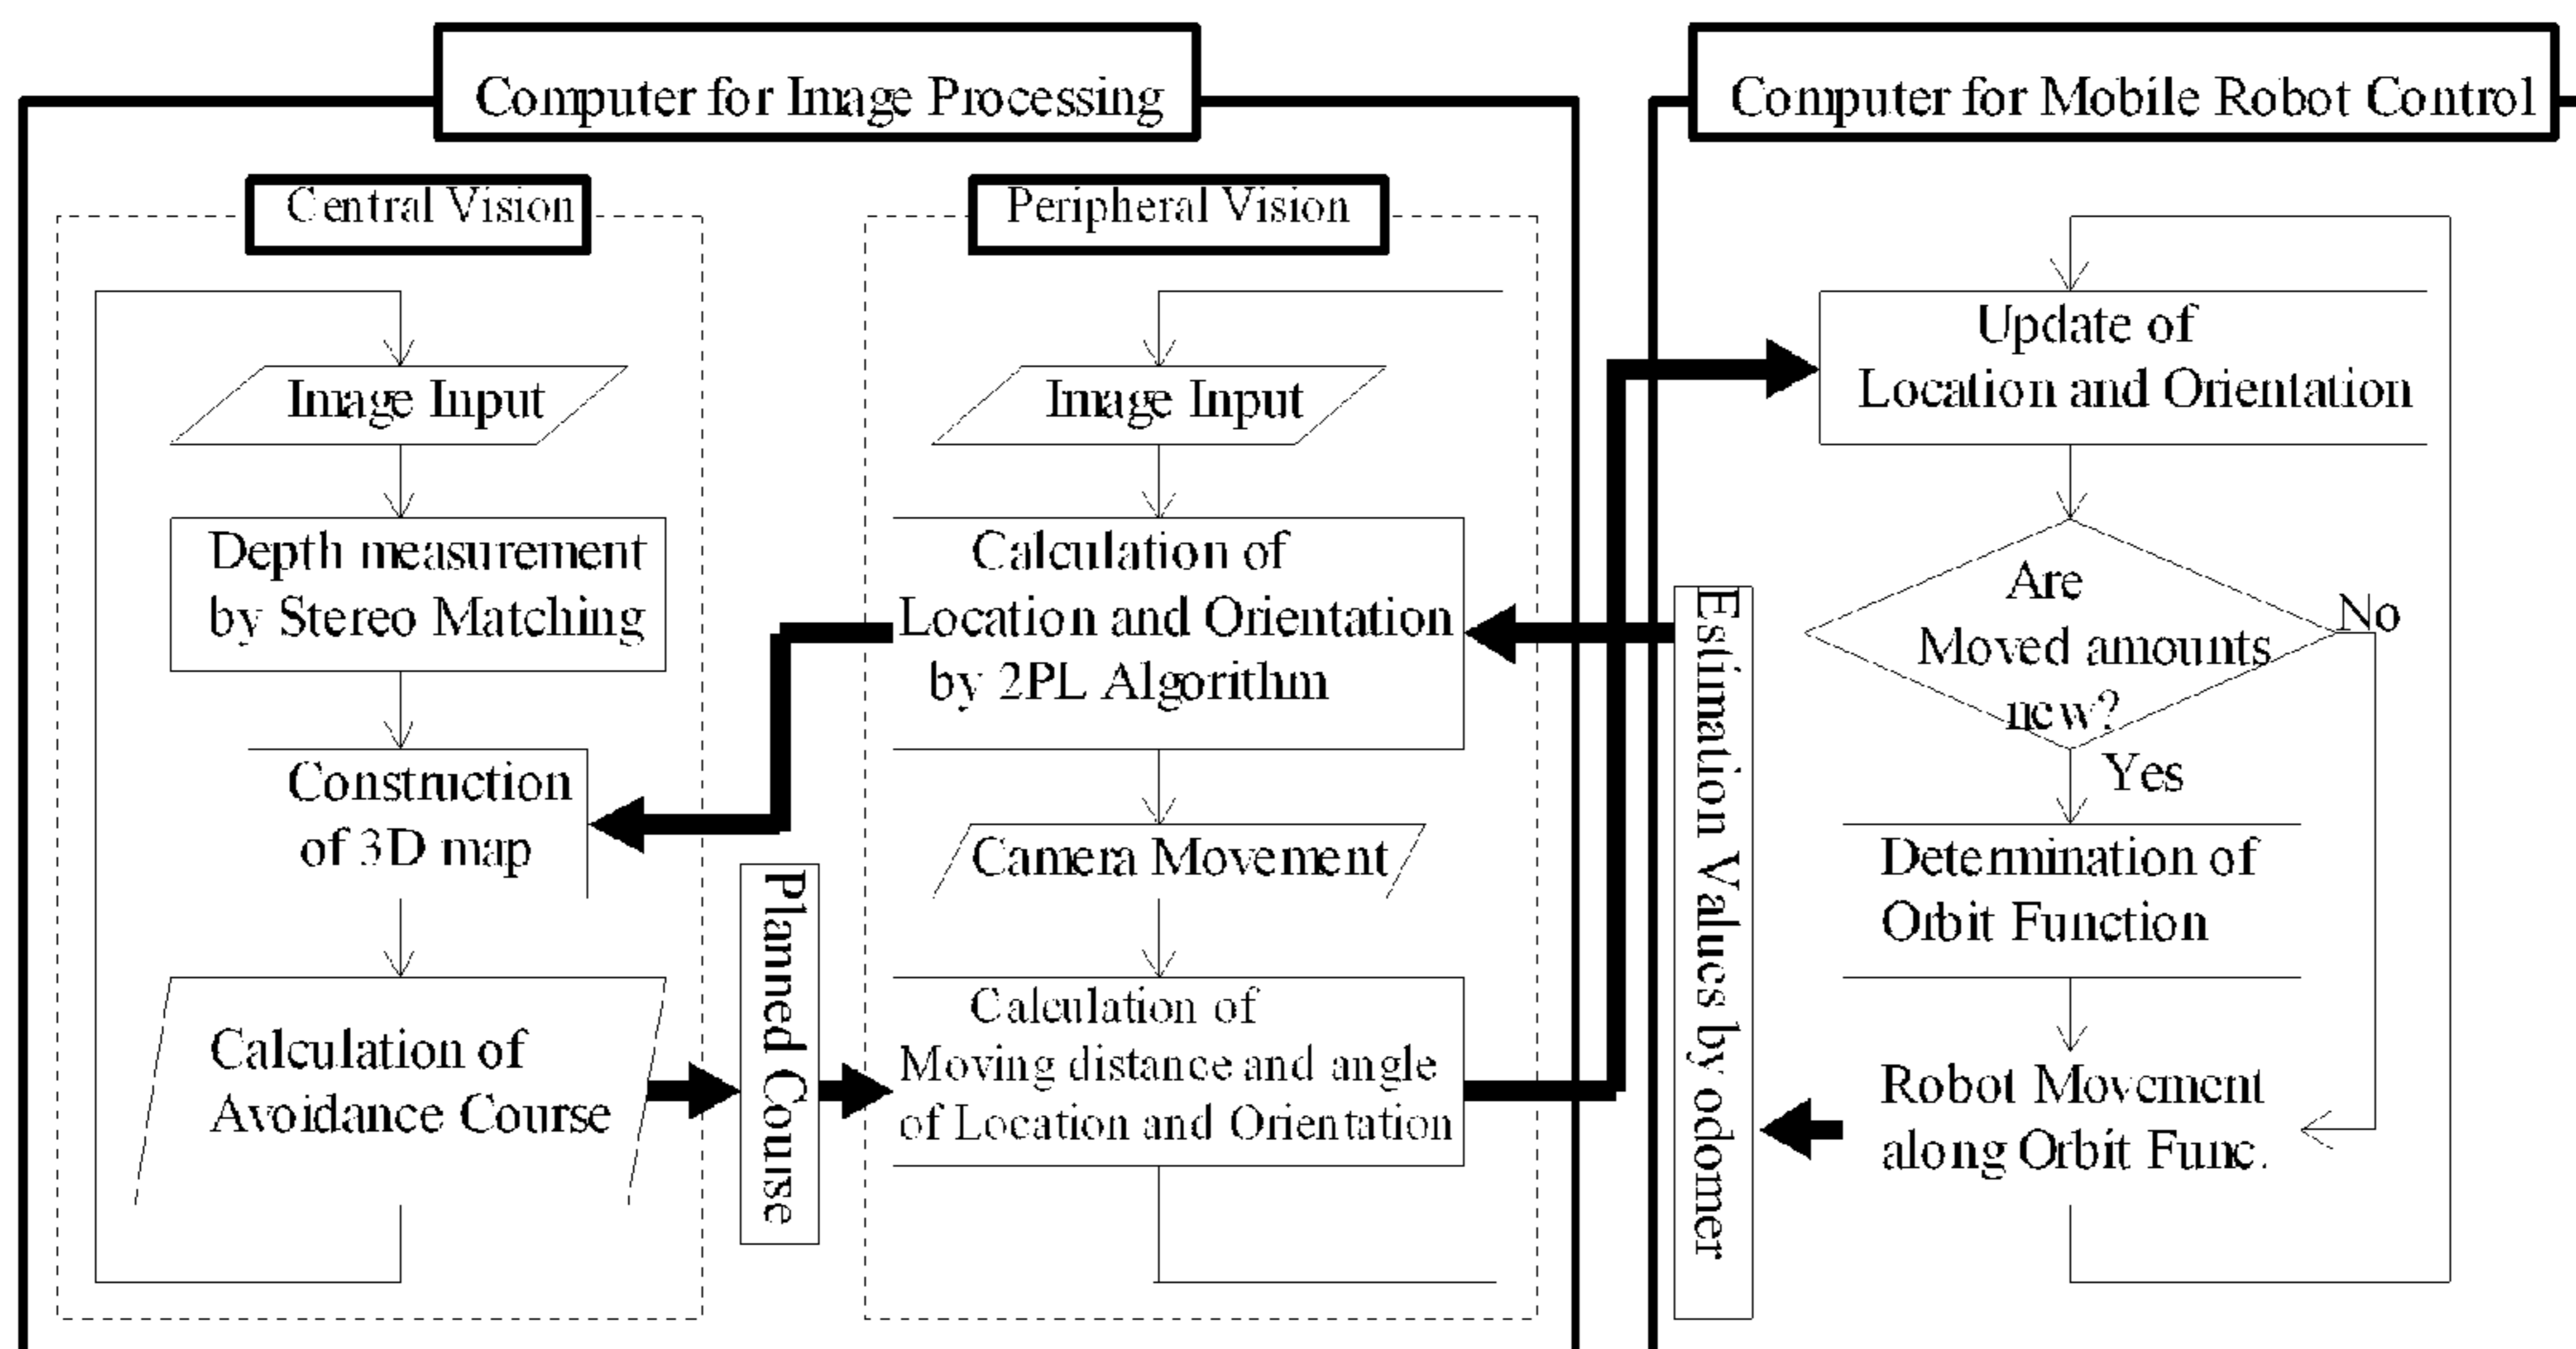 Computer for Image Processing
Computer for Mobile Robot Control
Central Vision
Image Input
Depth measurement
by Stereo Matching
Construction
of 3D map
Calculation of
Avoidance Course
Planned Course
Peripheral Vision
Image Input
Calculation of
Location and Orientation
by 2PL Algorithm
Camera Movement
Calculation of
Moving distance and angle
of Location and Orientation
Estimation Values by odomer
Update of
Location and Orientation
Are
Moved amounts
new?
No
Yes
Determination of
Orbit Function
Robot Movement
along Orbit Func.